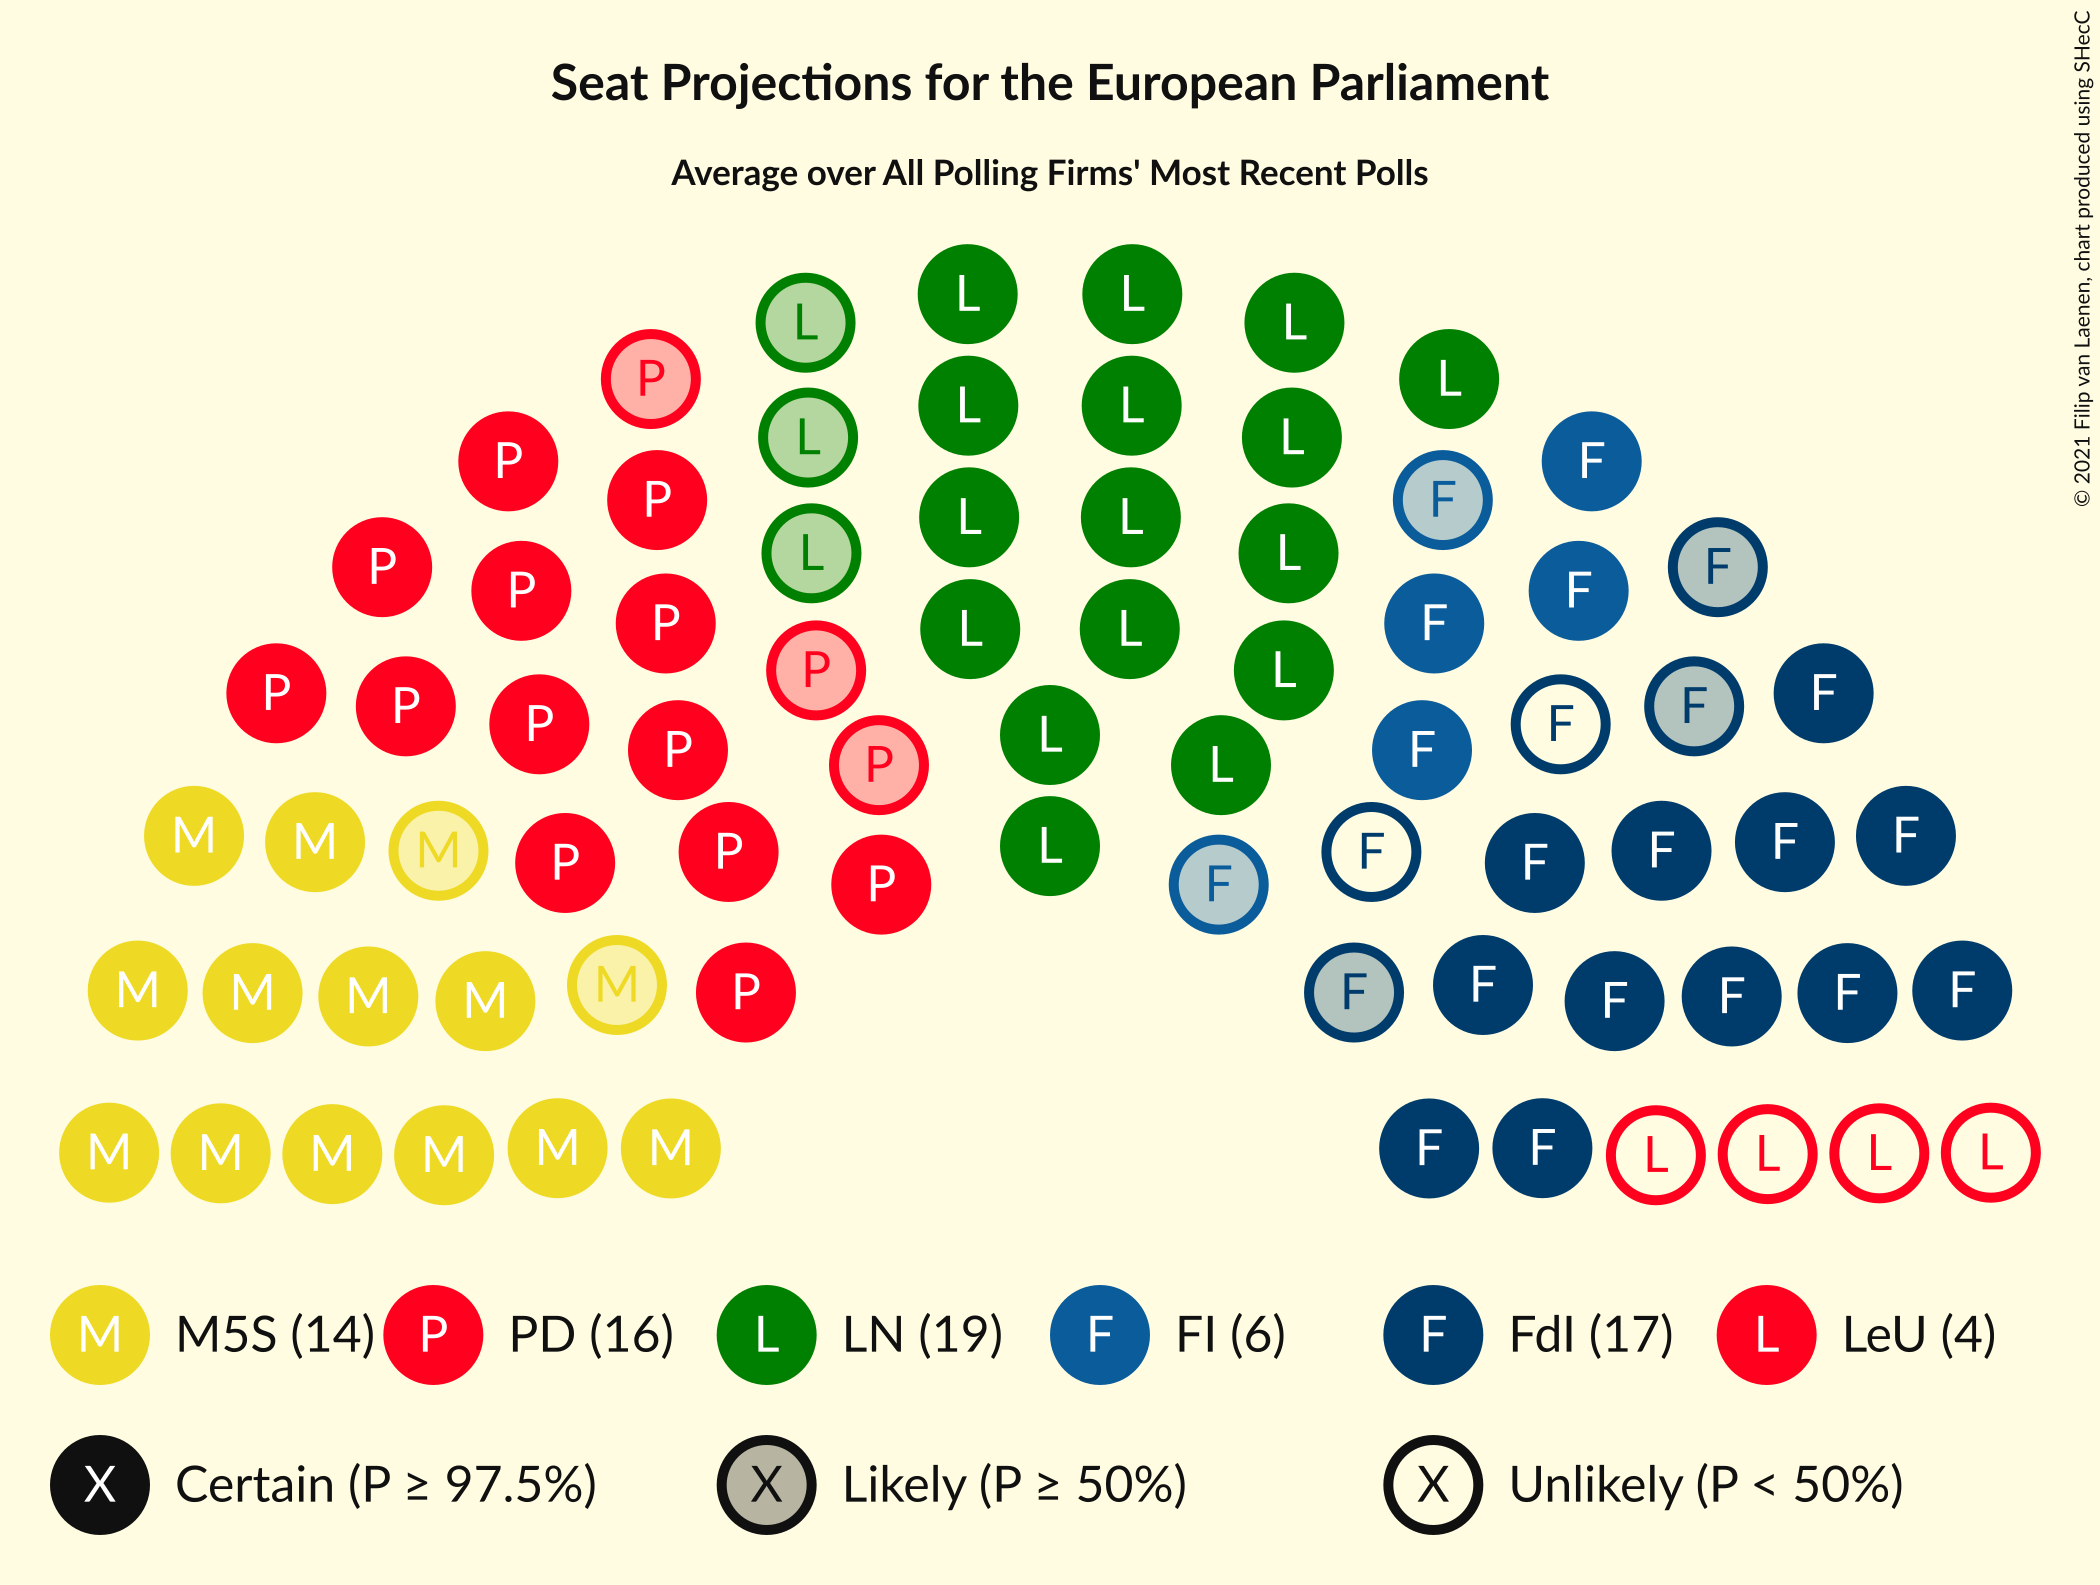 Seat Projections for the European Parliament
Average over All Polling Firms' Most Recent Polls
© 2021 Filip van Laenen, chart produced using SHecC
L L
L L
P L
L L
L L
P F
P F
L L
P F
L L
P F F
P P F F
L L
P L
P P F F
P P F F
L
P P F F
P L
M M F F
M M F F
L
M P F F
P F
P F
M M F F
M M F F
M M F F
P F
M M M M M M F F L L L L
M M5S (14) P PD (16) L LN (19) F FI (6) F FdI (17) L LeU (4)
X Certain (P ≥ 97.5%) X Likely (P ≥ 50%) X Unlikely (P < 50%)